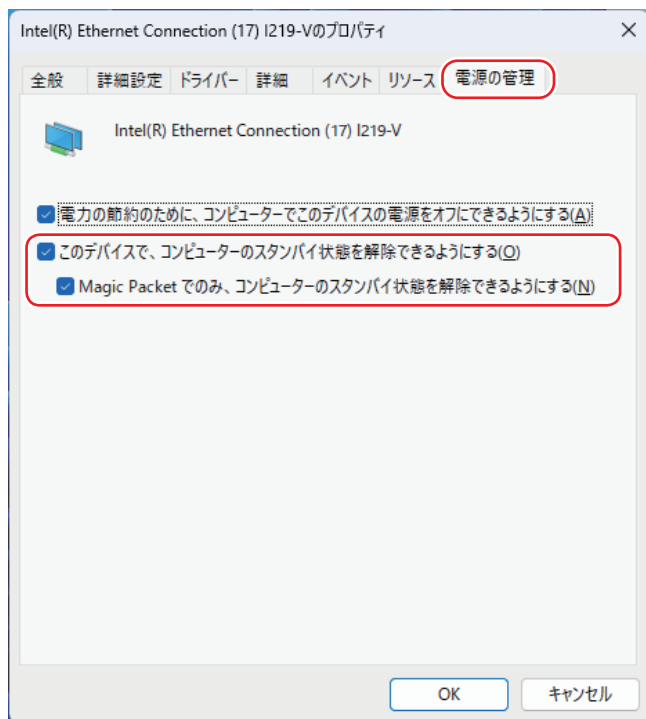 Intel(R) Ethernet Connection (17) I219-Vのプロパティ
全般 詳細設定 ドライバー 詳細 イベント リソース 電源の管理
Intel(R) Ethernet Connection (17) I219-V
電力の節約のために、コンピューターでこのデバイスの電源をオフにできるようにする(A)
このデバイスで、コンピューターのスタンバイ状態を解除できるようにする(O)
Magic Packet でのみ、コンピューターのスタンバイ状態を解除できるようにする(N)
OK キャンセル